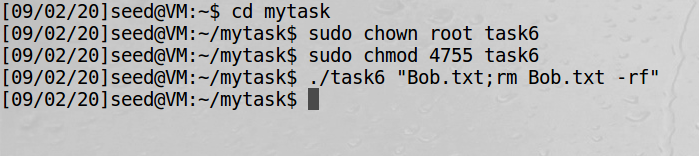 [09/02/20]seed@VM:~$ cd mytask
[09/02/20]seed@VM:~/mytask$ sudo chown root task6
[09/02/20]seed@VM:~/mytask$ sudo chmod 4755 task6
[09/02/20]seed@VM:~/mytask$ ./task6 "Bob.txt;rm Bob.txt -rf"
[09/02/20]seed@VM:~/mytask$